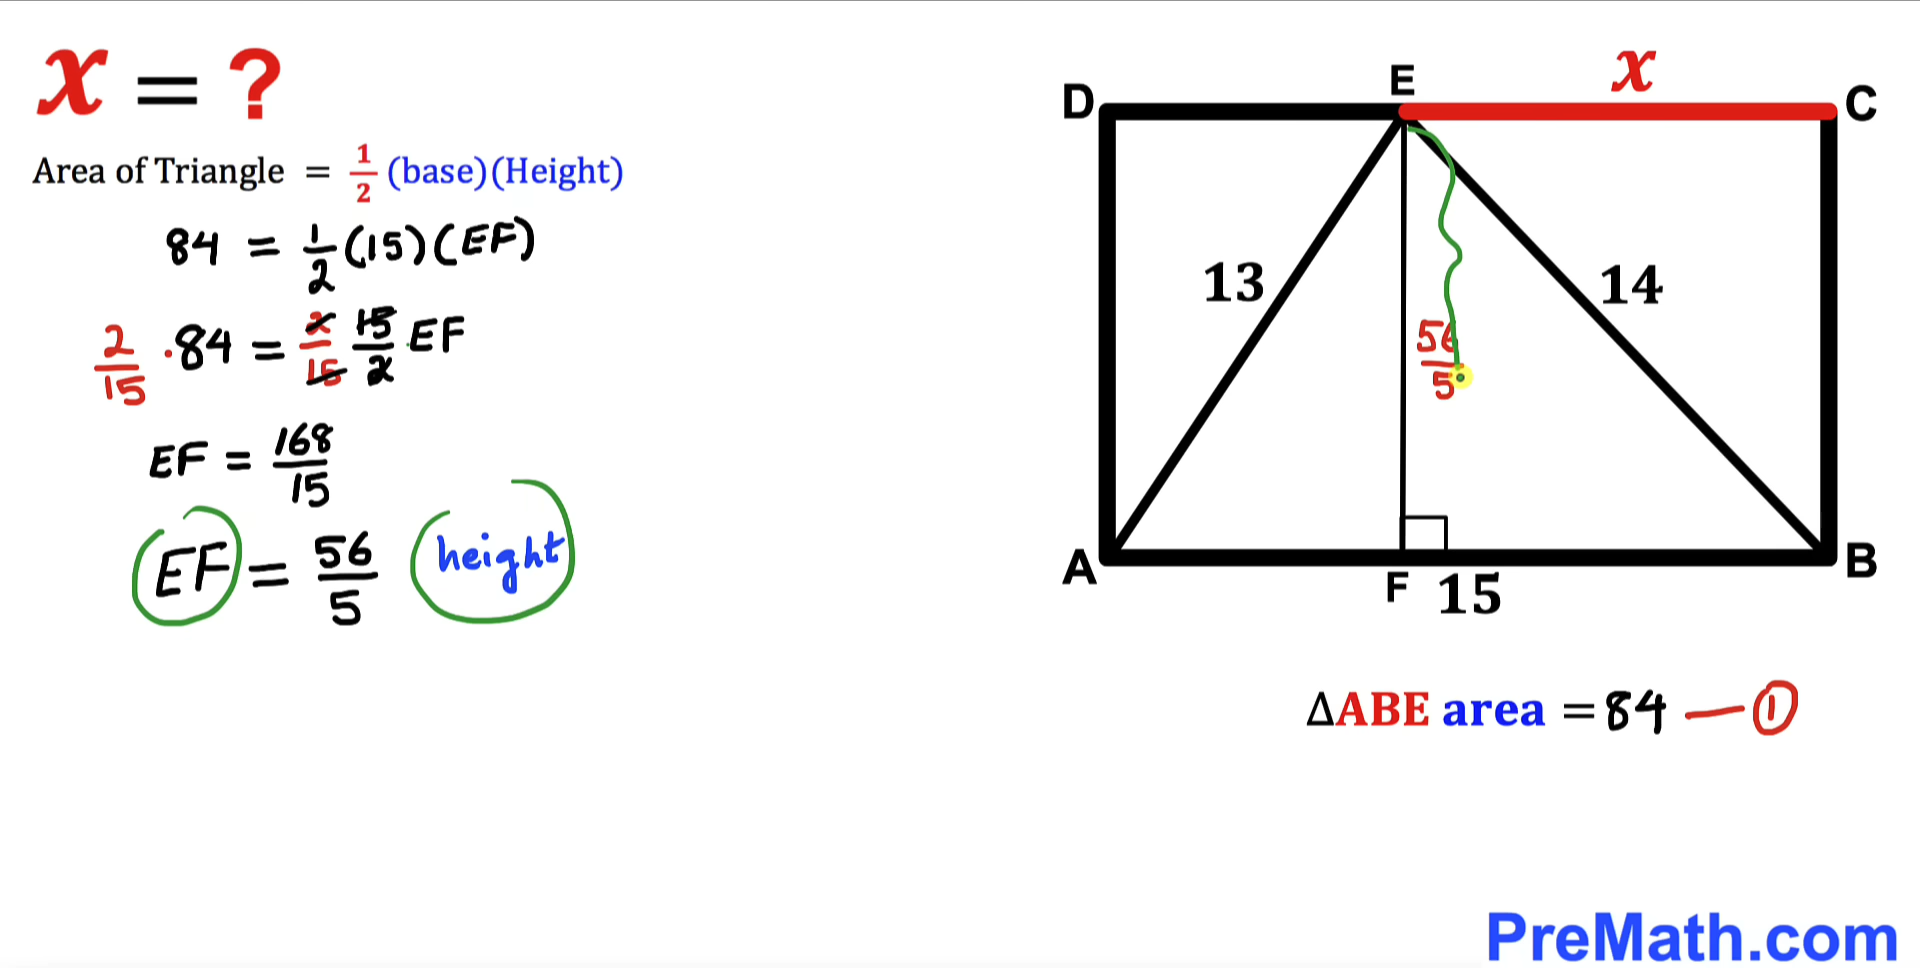 x = ?
Area of Triangle = 1/2 (base)(Height)
84 = 1/2 (15)(EF)
2/15 · 84 = 2/15 15/2 · EF
EF = 168/15
EF = 56/5 (height)
D
E
x
C
13
14
56/5
A
F
15
B
ΔABE area = 84 — ①
PreMath.com